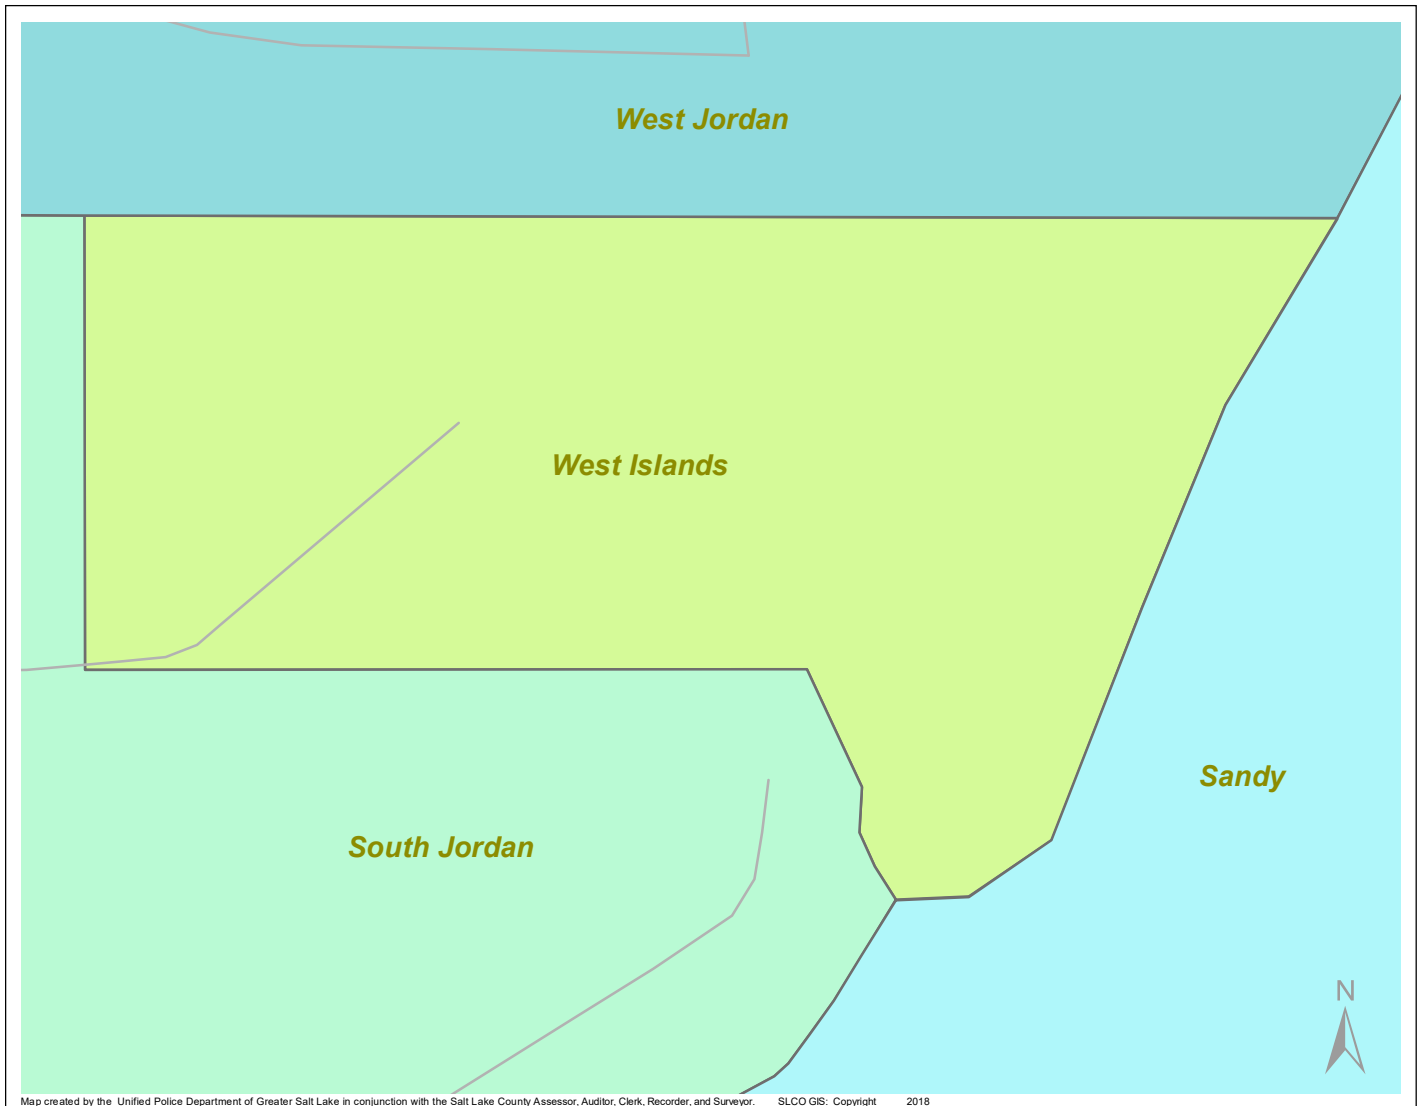 West Jordan
West Islands
Sandy
South Jordan
N
Map created by the Unified Police Department of Greater Salt Lake in conjunction with the Salt Lake County Assessor, Auditor, Clerk, Recorder, and Surveyor. SLCO GIS: Copyright 2018